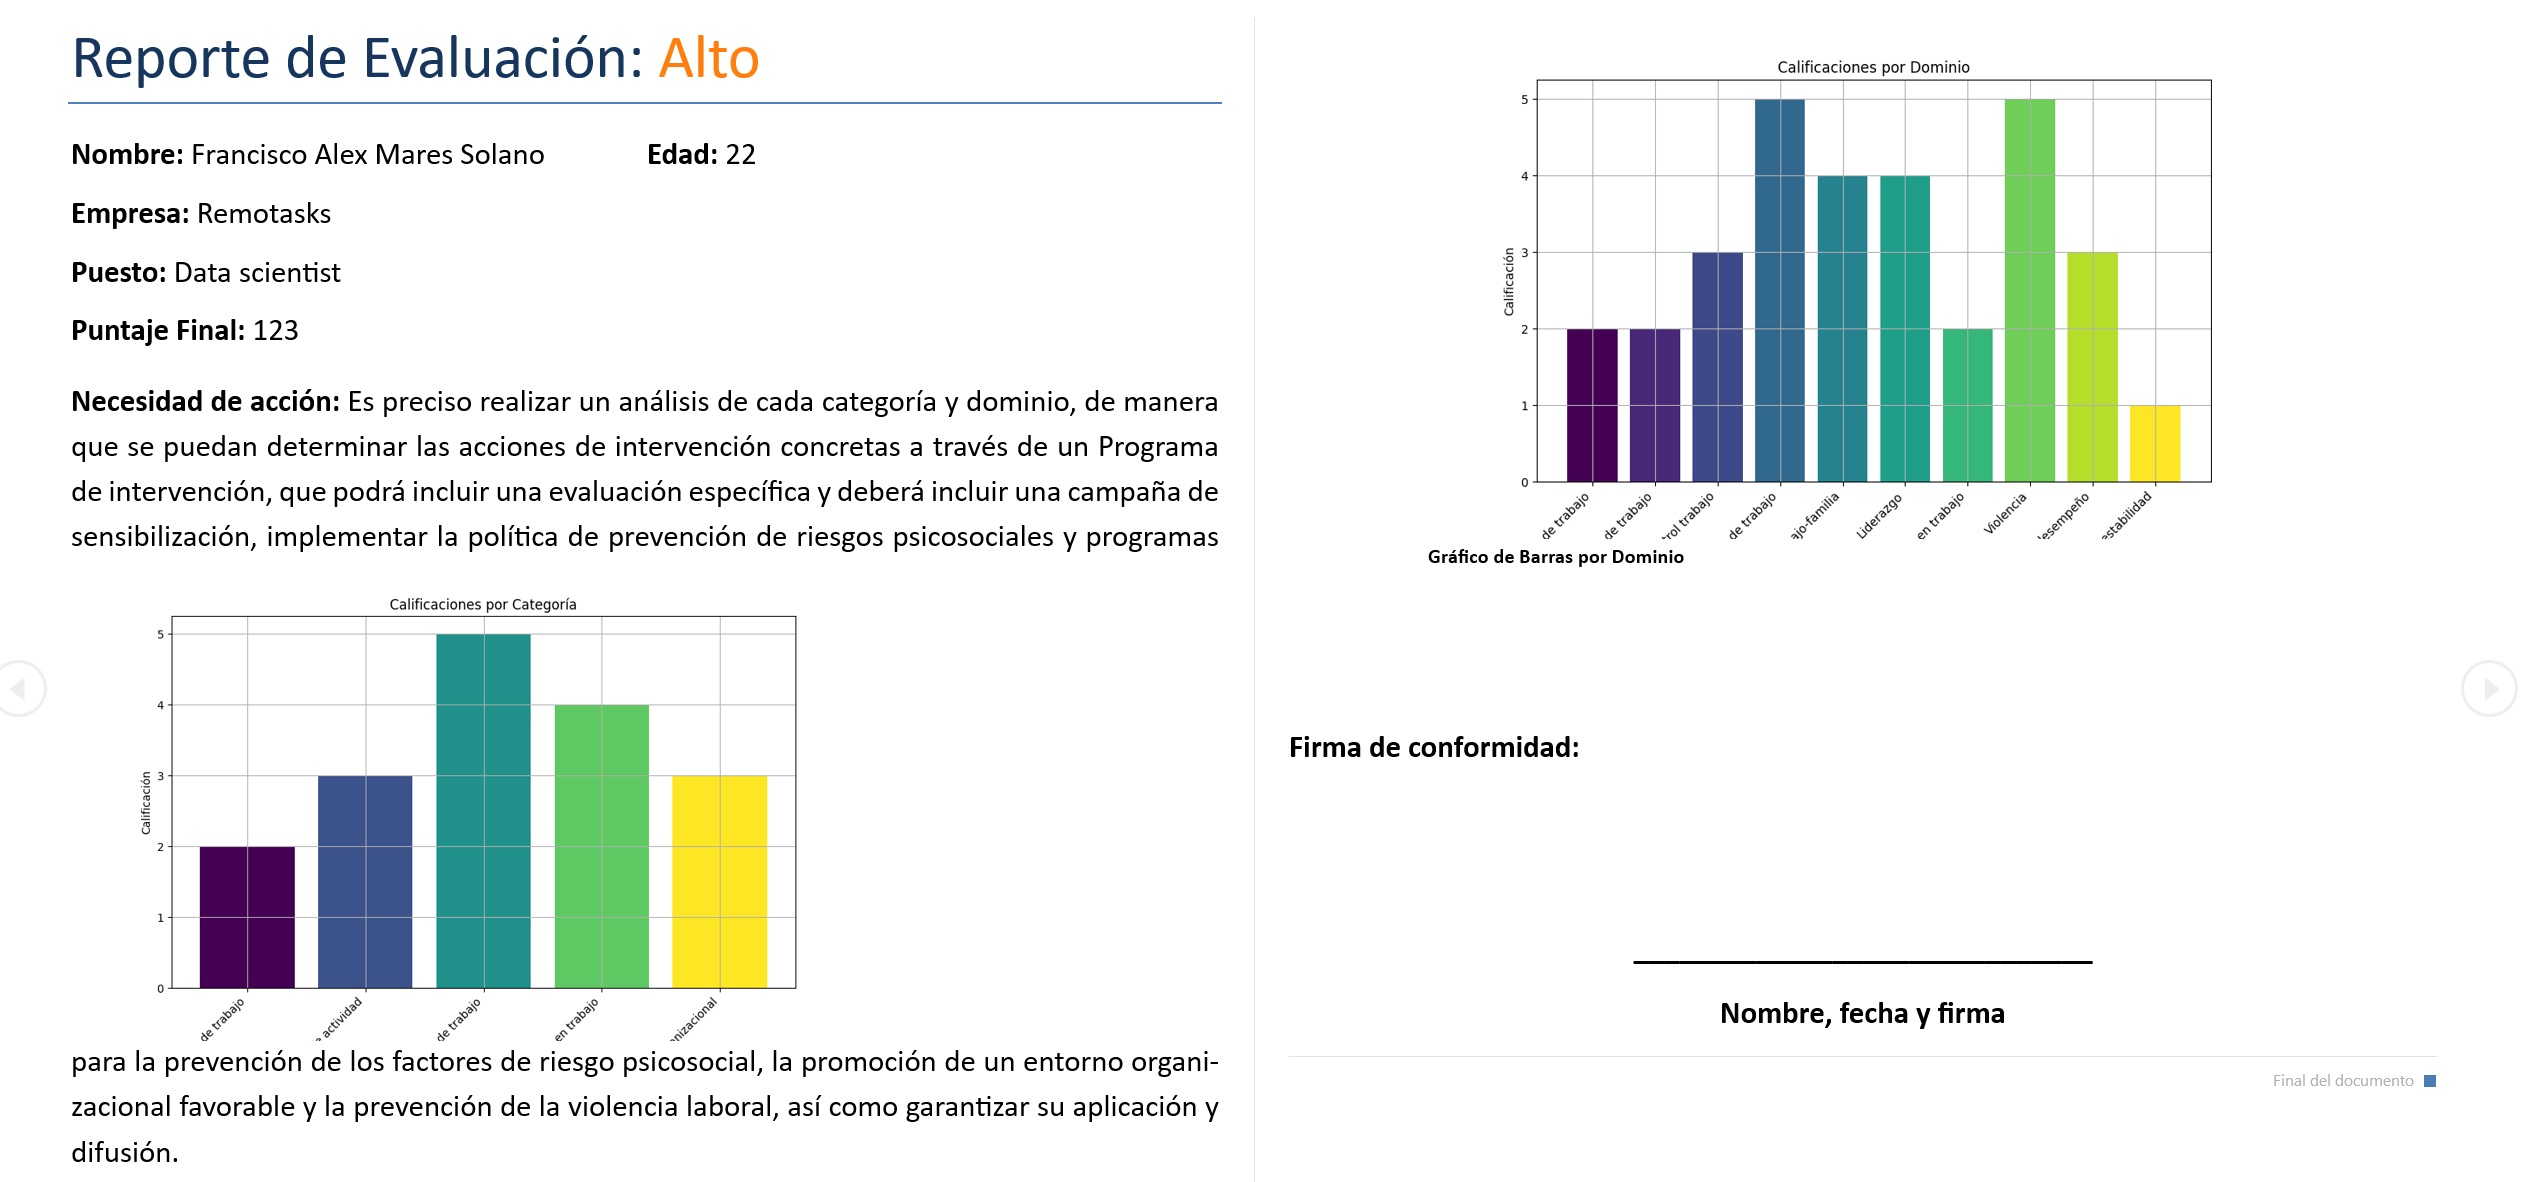 Reporte de Evaluación: Alto
Nombre: Francisco Alex Mares Solano Edad: 22
Empresa: Remotasks
Puesto: Data scientist
Puntaje Final: 123
Necesidad de acción: Es preciso realizar un análisis de cada categoría y dominio, de manera
que se puedan determinar las acciones de intervención concretas a través de un Programa
de intervención, que podrá incluir una evaluación específica y deberá incluir una campaña de
sensibilización, implementar la política de prevención de riesgos psicosociales y programas
Calificaciones por Categoría
Calificación
5
4
3
2
1
0
de trabajo
actividad
de trabajo
en trabajo
nizacional
para la prevención de los factores de riesgo psicosocial, la promoción de un entorno organi-
zacional favorable y la prevención de la violencia laboral, así como garantizar su aplicación y
difusión.
Calificaciones por Dominio
Calificación
5
4
3
2
1
0
de trabajo
de trabajo
rol trabajo
de trabajo
ajo-familia
Liderazgo
en trabajo
Violencia
esempeño
estabilidad
Gráfico de Barras por Dominio
Firma de conformidad:
Nombre, fecha y firma
Final del documento